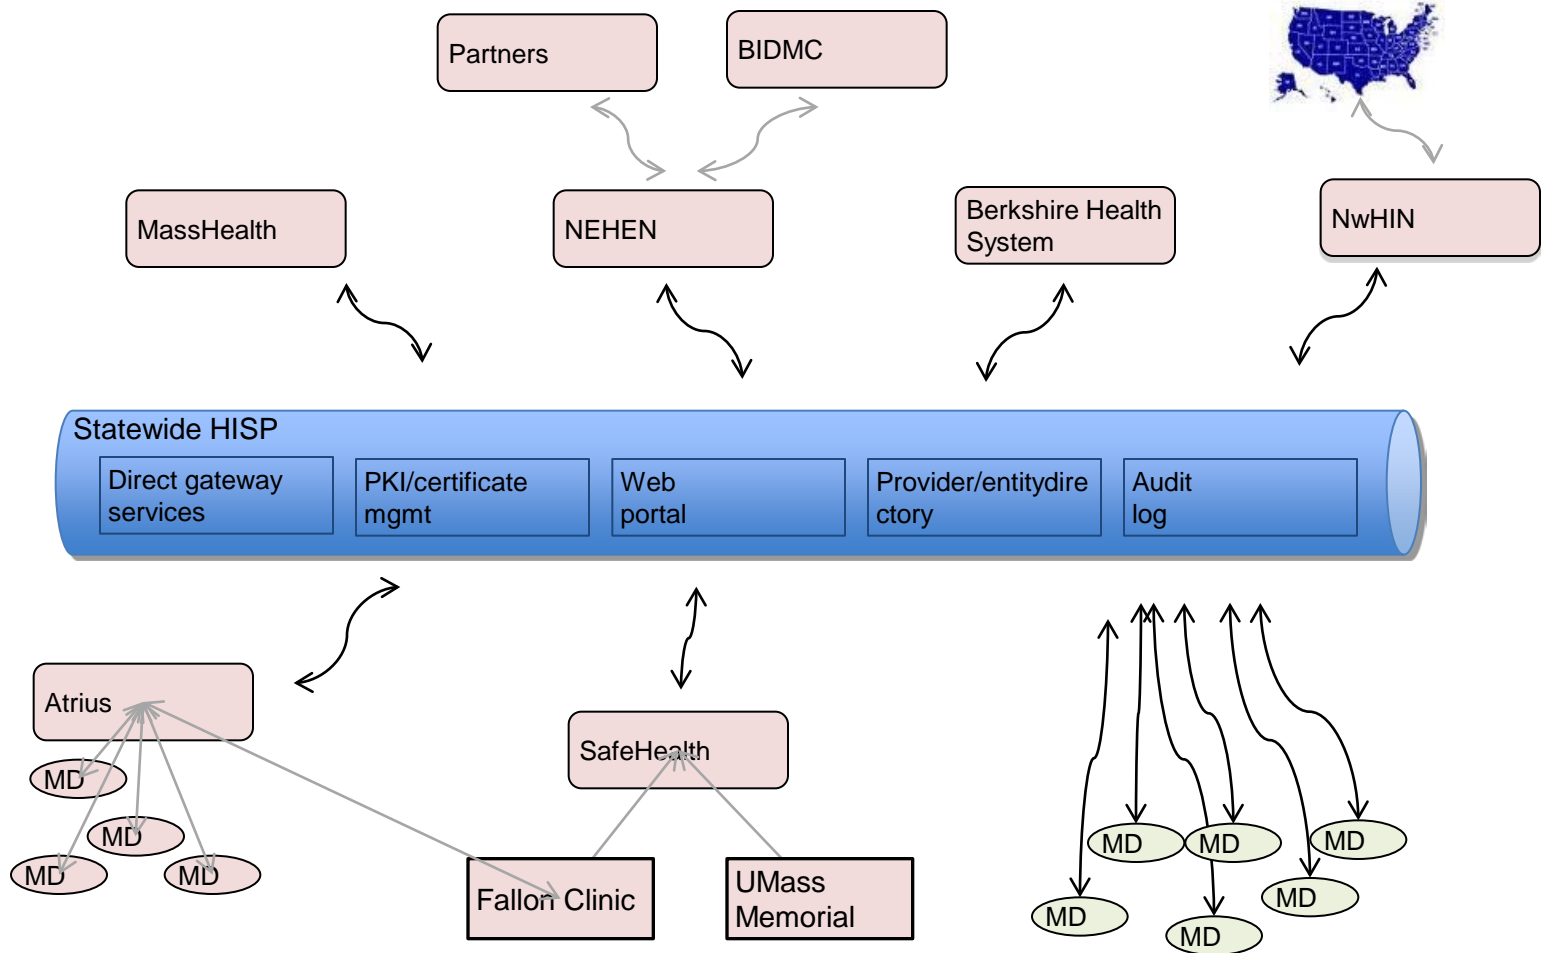 Partners
BIDMC
MassHealth
NEHEN
Berkshire Health
System
NwHIN
Statewide HISP
Direct gateway
services
PKI/certificate
mgmt
Web
portal
Provider/entitydire
ctory
Audit
log
Atrius
MD
MD
MD
MD
SafeHealth
Fallon Clinic
UMass
Memorial
MD
MD
MD
MD
MD
MD